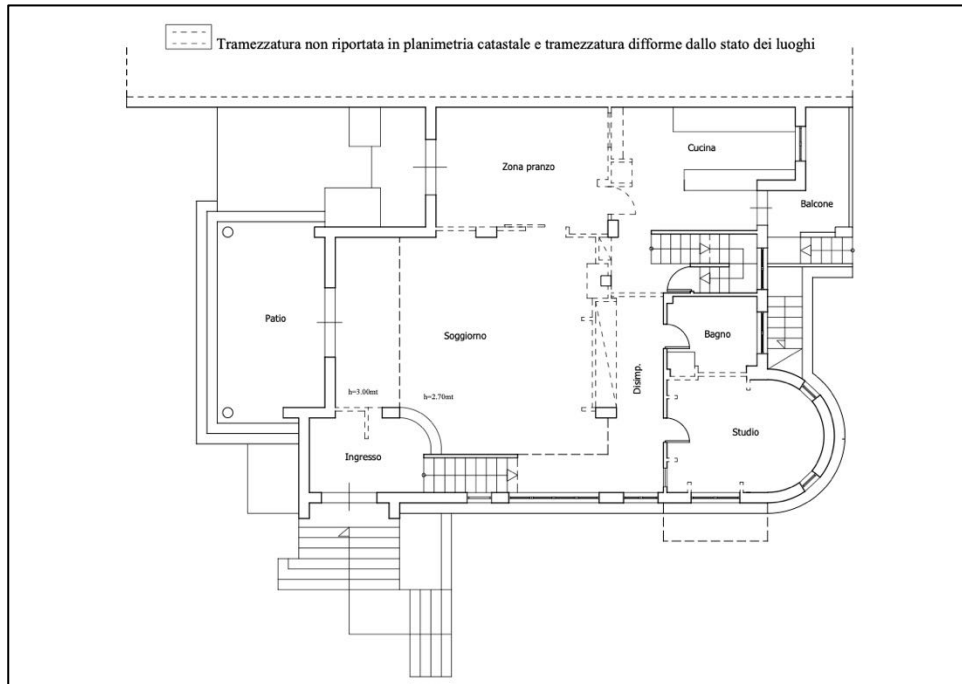 Tramezzatura non riportata in planimetria catastale e tramezzatura difforme dallo stato dei luoghi
Cucina
Zona pranzo
Balcone
Patio
Soggiorno
Bagno
Disimp.
h=3.00mt
h=2.70mt
Studio
Ingresso